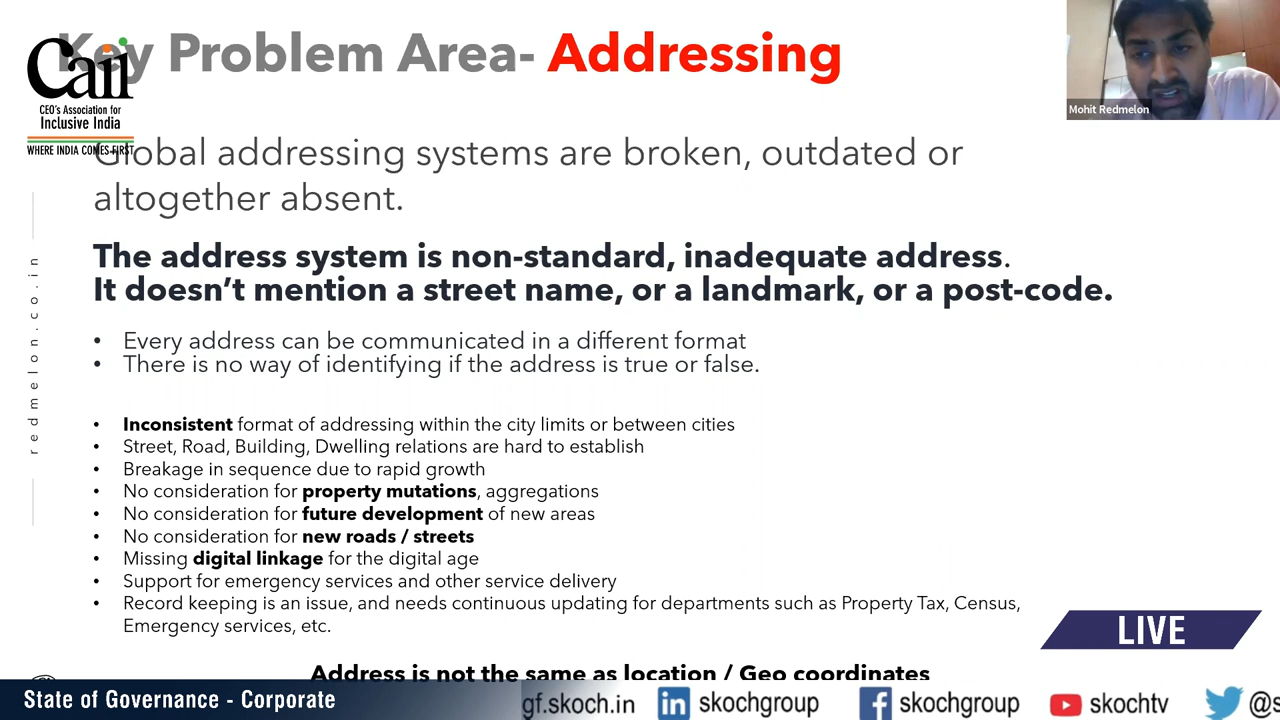 Key Problem Area- Addressing
Caii
CEO's Association for
Inclusive India
WHERE INDIA COMES FIRST
Mohit Redmelon
Global addressing systems are broken, outdated or
altogether absent.
The address system is non-standard, inadequate address.
It doesn’t mention a street name, or a landmark, or a post-code.
• Every address can be communicated in a different format
• There is no way of identifying if the address is true or false.
• Inconsistent format of addressing within the city limits or between cities
• Street, Road, Building, Dwelling relations are hard to establish
• Breakage in sequence due to rapid growth
• No consideration for property mutations, aggregations
• No consideration for future development of new areas
• No consideration for new roads / streets
• Missing digital linkage for the digital age
• Support for emergency services and other service delivery
• Record keeping is an issue, and needs continuous updating for departments such as Property Tax, Census,
Emergency services, etc.
redmelon.co.in
LIVE
Address is not the same as location / Geo coordinates
State of Governance - Corporate
gf.skoch.in
skochgroup
skochgroup
skochtv
@s